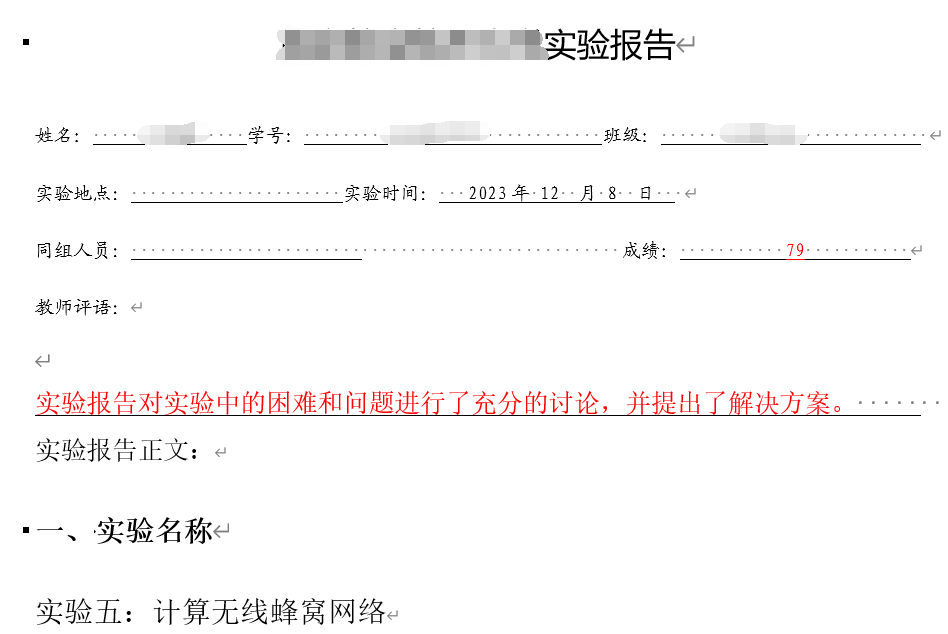 实验报告
姓名： 学号： 班级：
实验地点： 实验时间： 2023 年 12 月 8 日
同组人员： 成绩： 79
教师评语：
实验报告对实验中的困难和问题进行了充分的讨论，并提出了解决方案。
实验报告正文：
一、实验名称
实验五：计算无线蜂窝网络